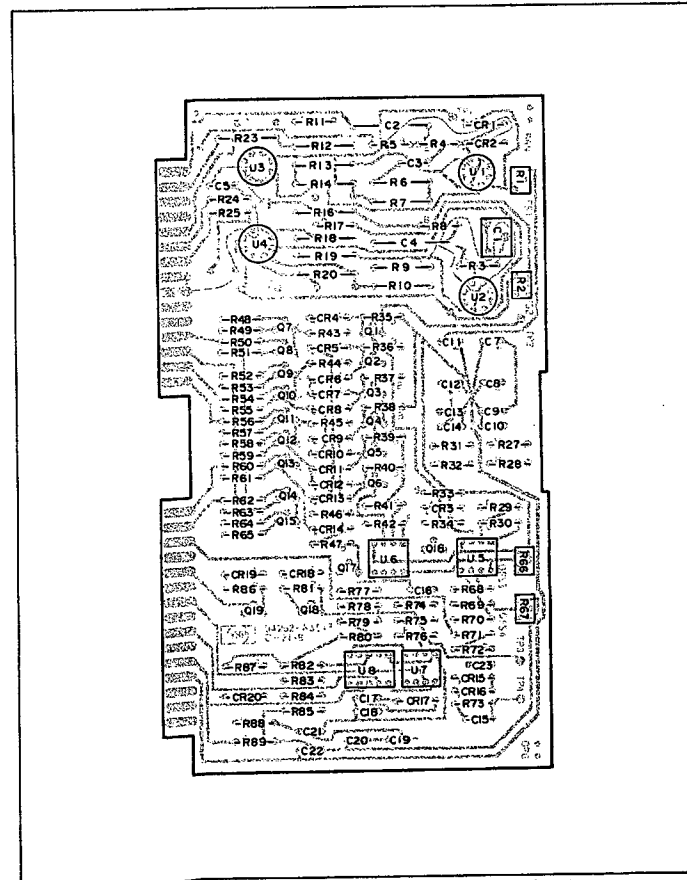 R11 C2 CR1
R23 R12 R5 R4 CR2
U3 R13 C3 U1
C5 R14 R6 R1
R24 R7
R25 R16
R17 R8 C1
U4 R18 C4
R19 R9 R3
R20 R10 U2 R2
R48 CR4 R35
R49 Q7 R43 Q1
R50 C11 C7
R51 Q8 CR5 R36
R44 Q2
R52 Q9 CR6 R37
R53 CR7 Q3 C12 C8
R54 Q10
R55 CR8 R38 C13 C9
R56 Q11 R45 Q4 C14 C10
R57
R58 Q12 CR9 R39 R31 R27
R59 CR10 Q5
R60 Q13 CR11 R40 R32 R28
R61 CR12 Q6
R62 Q14 CR13 R33
R63 R46 R41 CR3 R29
R64 Q15 CR14 R42 R34 R30
R65
R47 U6 Q16 U5 R66
Q17
CR19 CR18
R86 R81 R77 C16 R68
Q19 Q18 R78 R74 R69 R67
R79 R75 R70
R80 R76 R71
R72
R87 R82 U8 U7 C23
R83 CR15
CR20 R84 C17 CR17 CR16
R85 C18 R73
R88 C21 C15
R89 C20 C19
C22